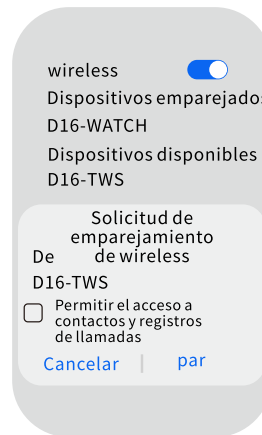 wireless
Dispositivos emparejados
D16-WATCH
Dispositivos disponibles
D16-TWS
Solicitud de
emparejamiento
De de wireless
D16-TWS
Permitir el acceso a
contactos y registros
de llamadas
Cancelar | par